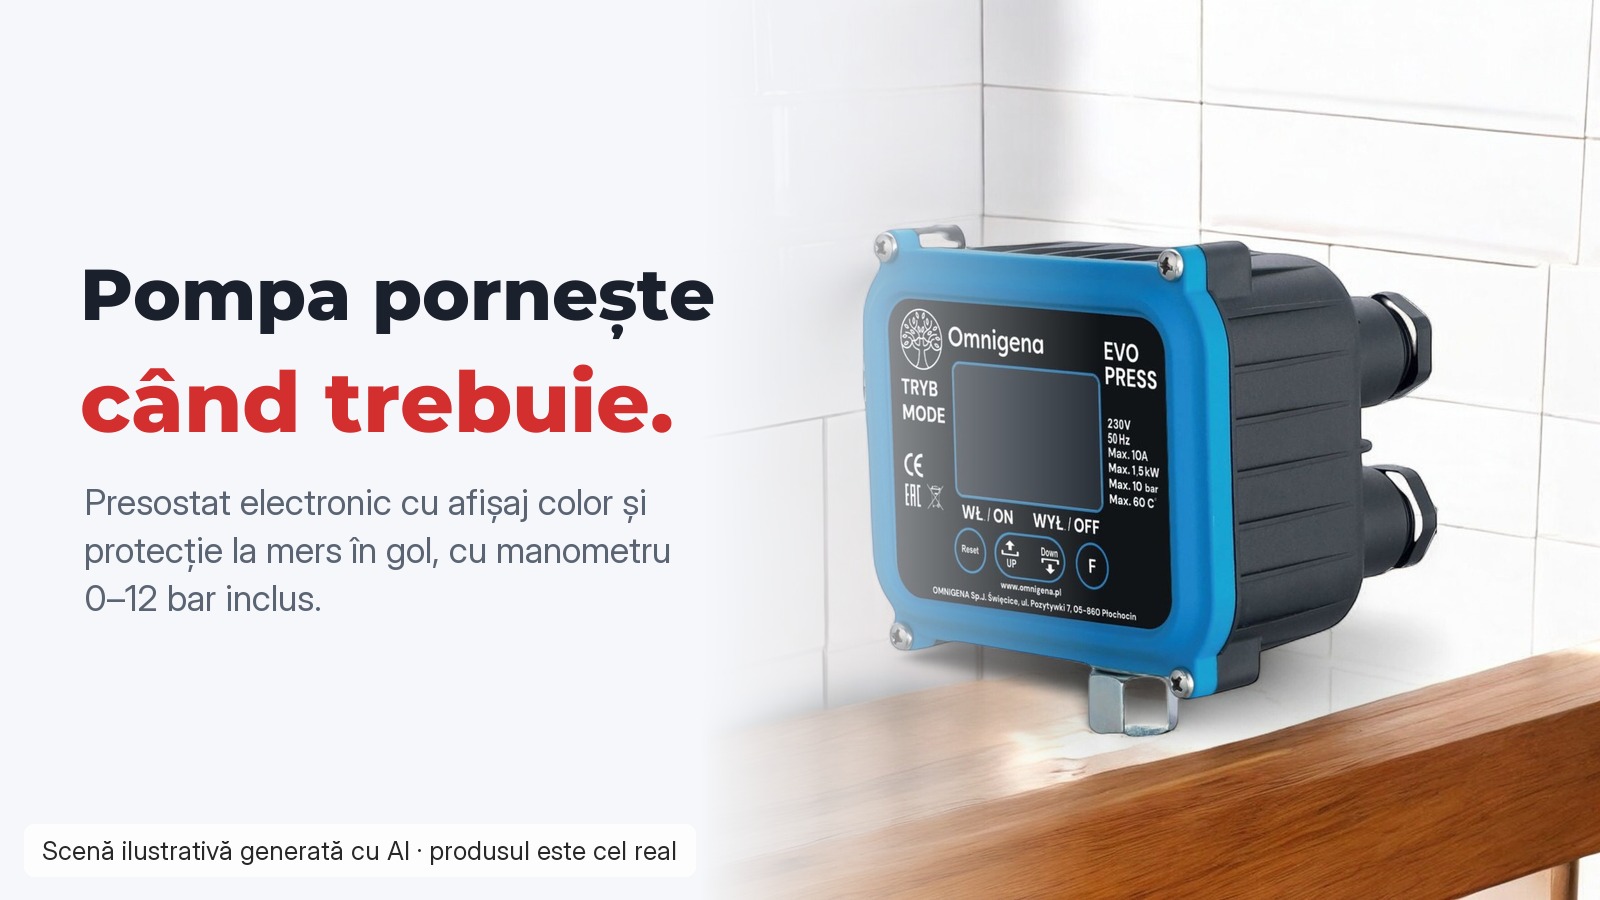 Pompa pornește
când trebuie.
Presostat electronic cu afișaj color și
protecție la mers în gol, cu manometru
0–12 bar inclus.
Scenă ilustrativă generată cu AI · produsul este cel real
Omnigena
EVO
PRESS
TRYB
MODE
230V
50Hz
Max. 10A
Max. 1,5kW
Max. 10 bar
Max. 60 C°
CE
EAC
WŁ./ON WYŁ./OFF
Reset
UP
Down
F
www.omnigena.pl
OMNIGENA Sp.J. Święcice, ul. Pozytywki 7, 05-860 Płochocin